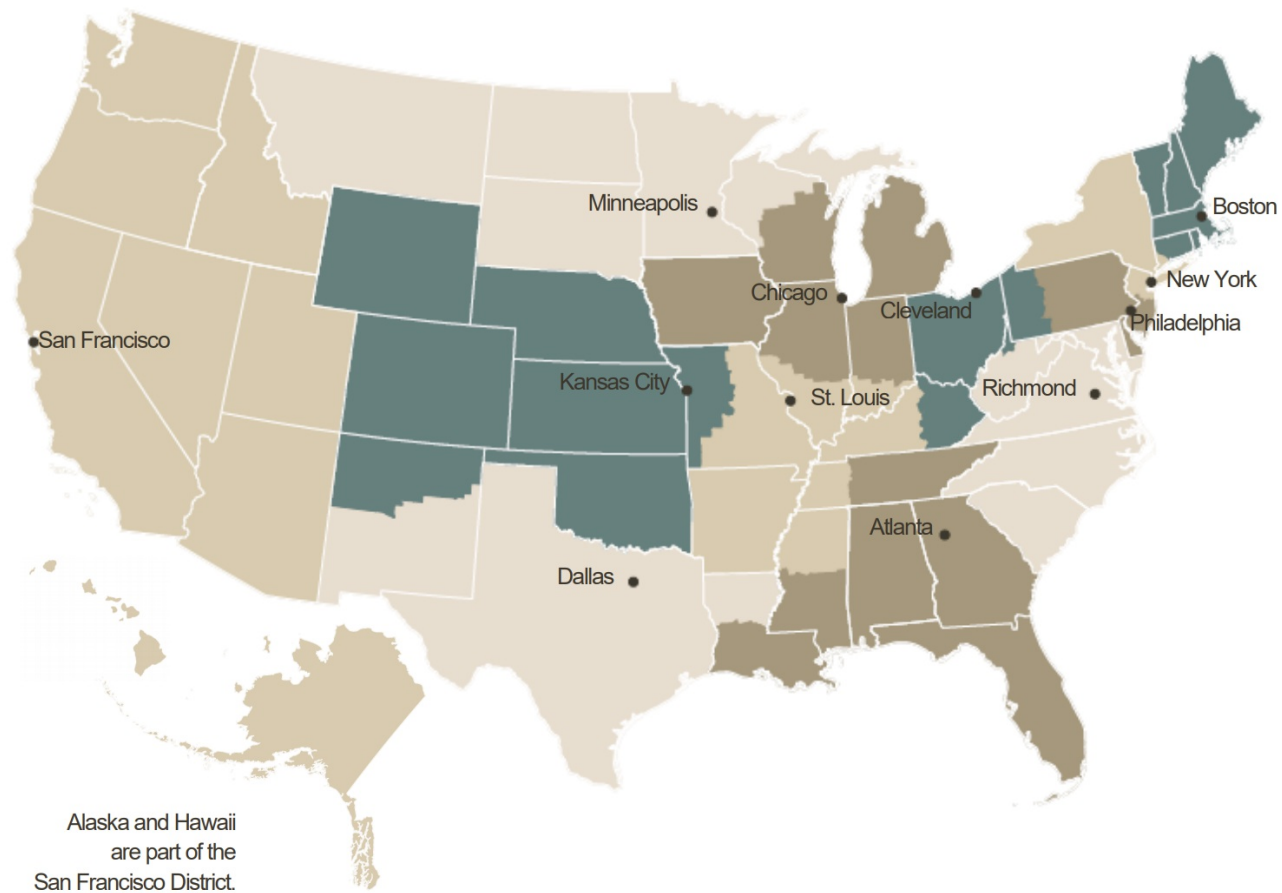 Minneapolis
Boston
New York
Chicago
Cleveland
Philadelphia
San Francisco
Kansas City
St. Louis
Richmond
Atlanta
Dallas
Alaska and Hawaii
are part of the
San Francisco District.